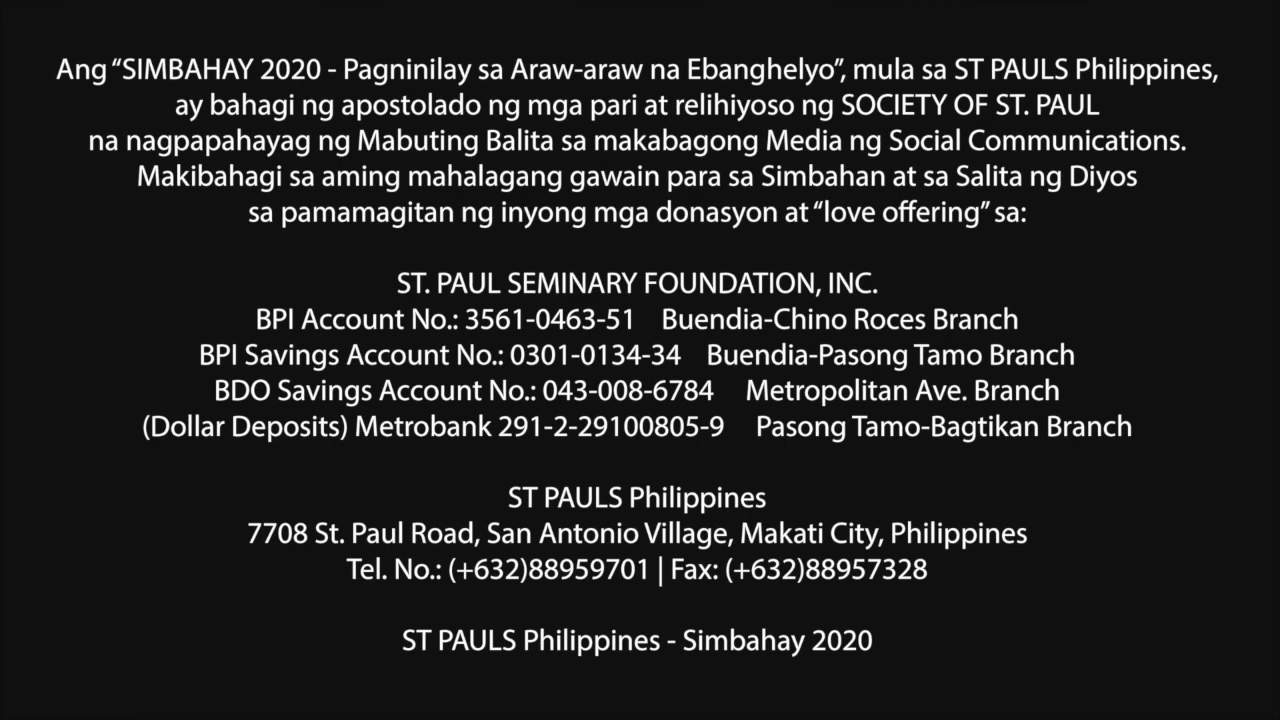 Ang “SIMBAHAY 2020 - Pagninilay sa Araw-araw na Ebanghelyo”, mula sa ST PAULS Philippines,
ay bahagi ng apostolado ng mga pari at relihiyoso ng SOCIETY OF ST. PAUL
na nagpapahayag ng Mabuting Balita sa makabagong Media ng Social Communications.
Makibahagi sa aming mahalagang gawain para sa Simbahan at sa Salita ng Diyos
sa pamamagitan ng inyong mga donasyon at “love offering” sa:
ST. PAUL SEMINARY FOUNDATION, INC.
BPI Account No.: 3561-0463-51 Buendia-Chino Roces Branch
BPI Savings Account No.: 0301-0134-34 Buendia-Pasong Tamo Branch
BDO Savings Account No.: 043-008-6784 Metropolitan Ave. Branch
(Dollar Deposits) Metrobank 291-2-29100805-9 Pasong Tamo-Bagtikan Branch
ST PAULS Philippines
7708 St. Paul Road, San Antonio Village, Makati City, Philippines
Tel. No.: (+632)88959701 | Fax: (+632)88957328
ST PAULS Philippines - Simbahay 2020